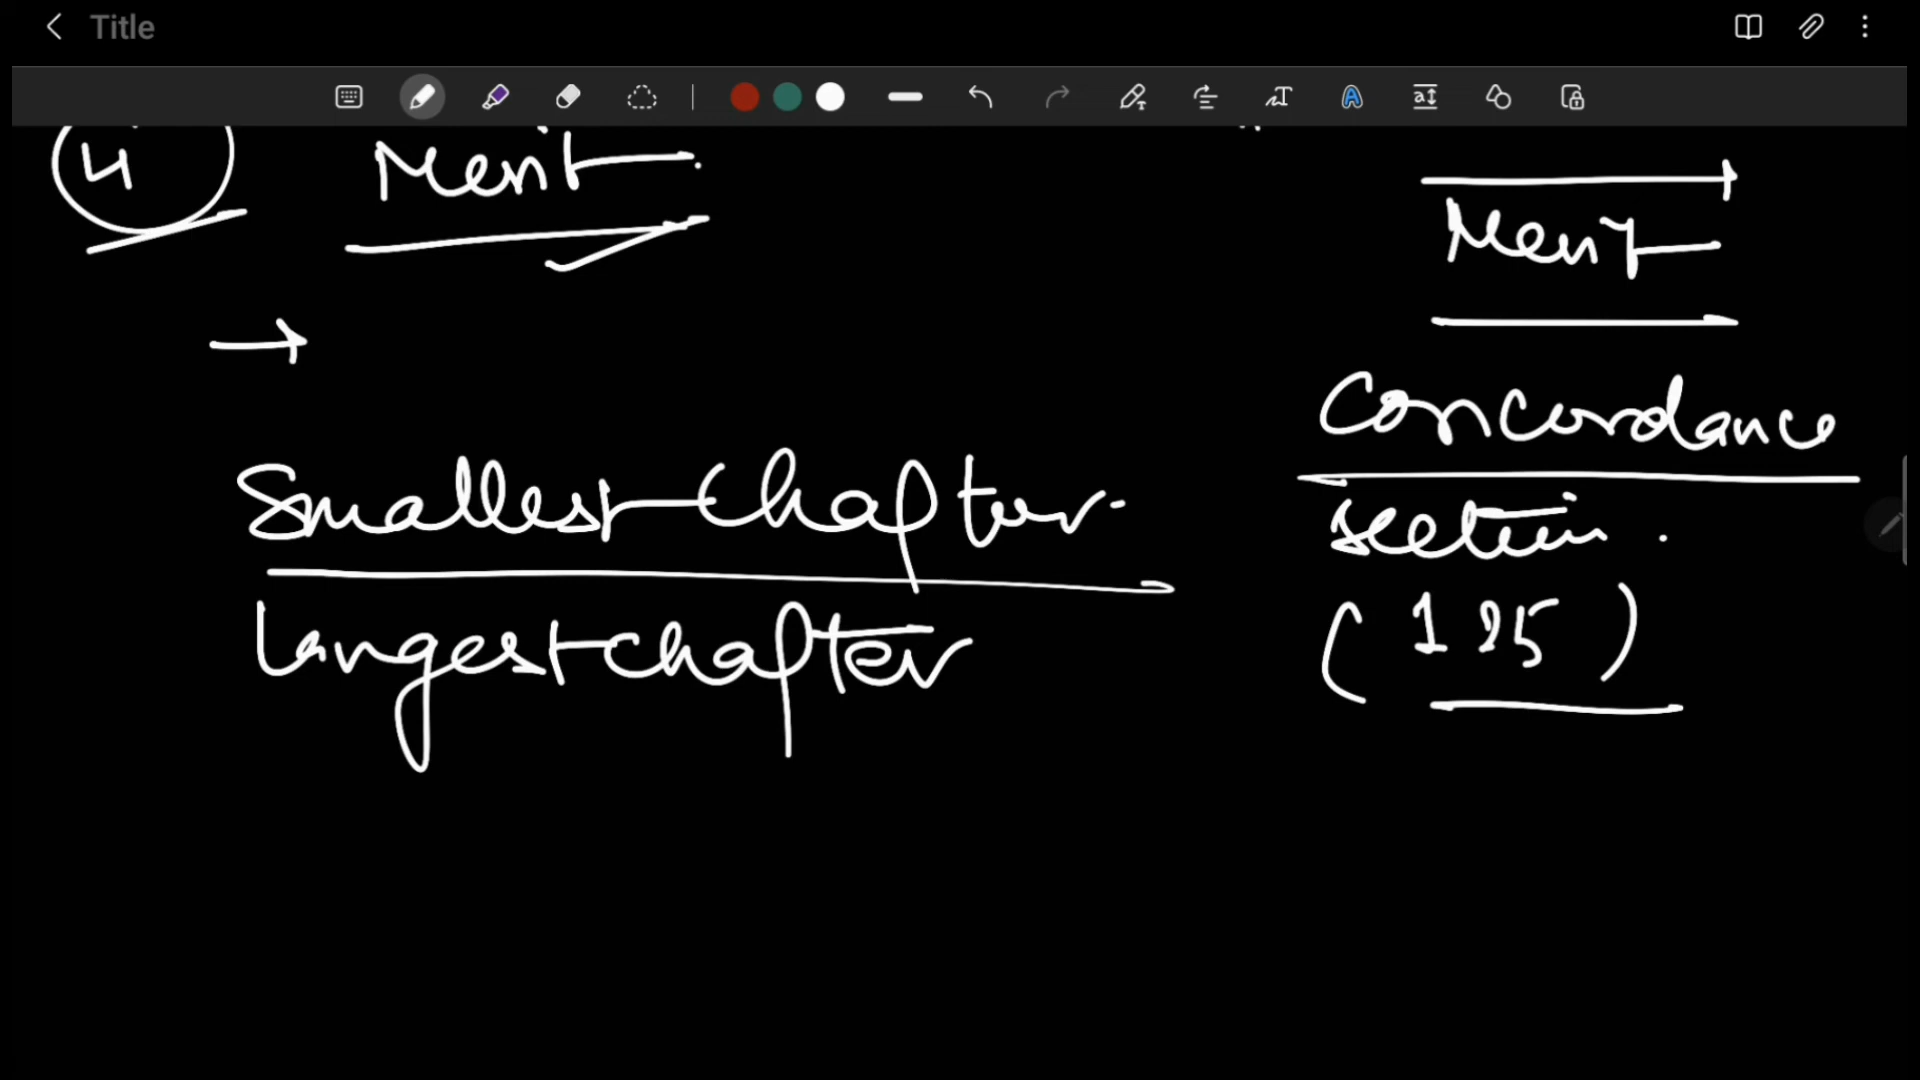 Title
4
Merit.
Merit
→
Concordance
Smallest chapter.
section.
Largest chapter
(125)